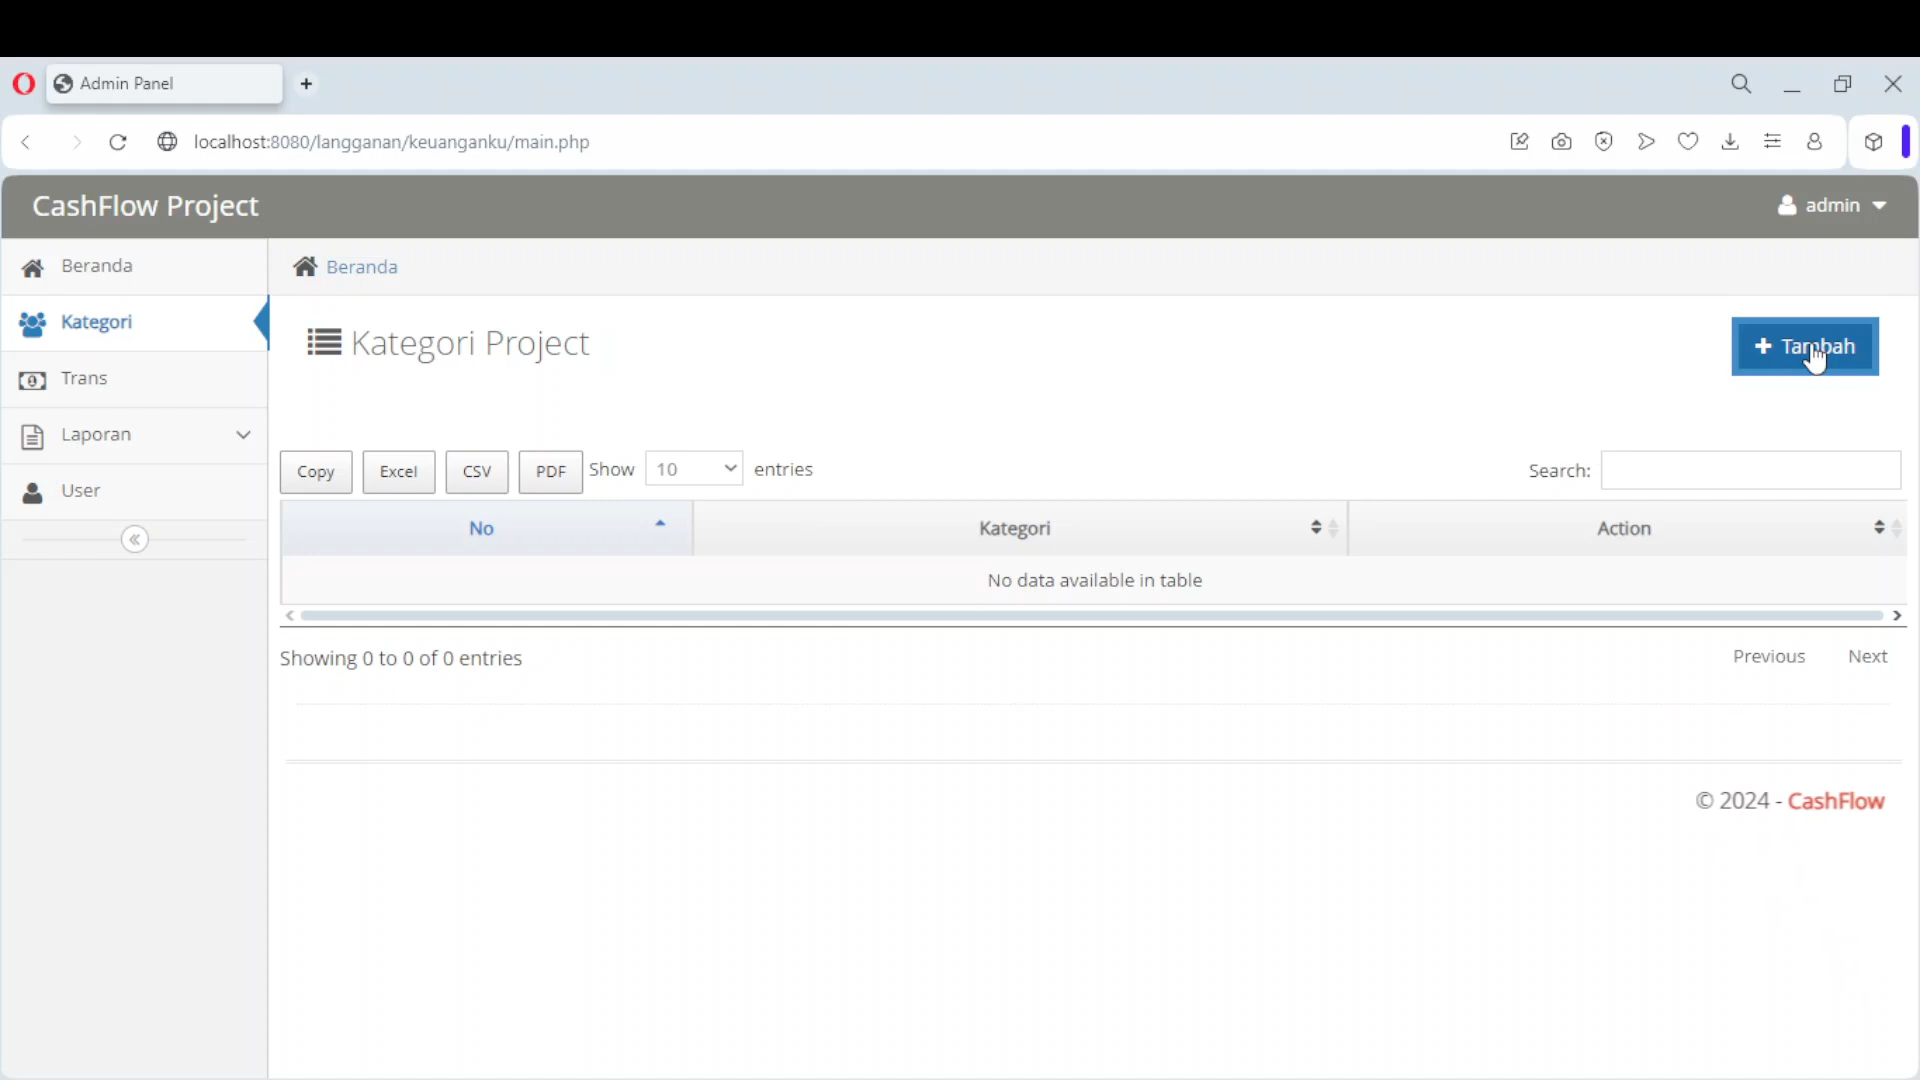 Admin Panel
localhost:8080/langganan/keuanganku/main.php
CashFlow Project
admin
Beranda
Kategori
Trans
Laporan
User
Beranda
Kategori Project
+ Tambah
Copy Excel CSV PDF Show 10 entries
Search:
No Kategori Action
No data available in table
Showing 0 to 0 of 0 entries
Previous Next
© 2024 - CashFlow